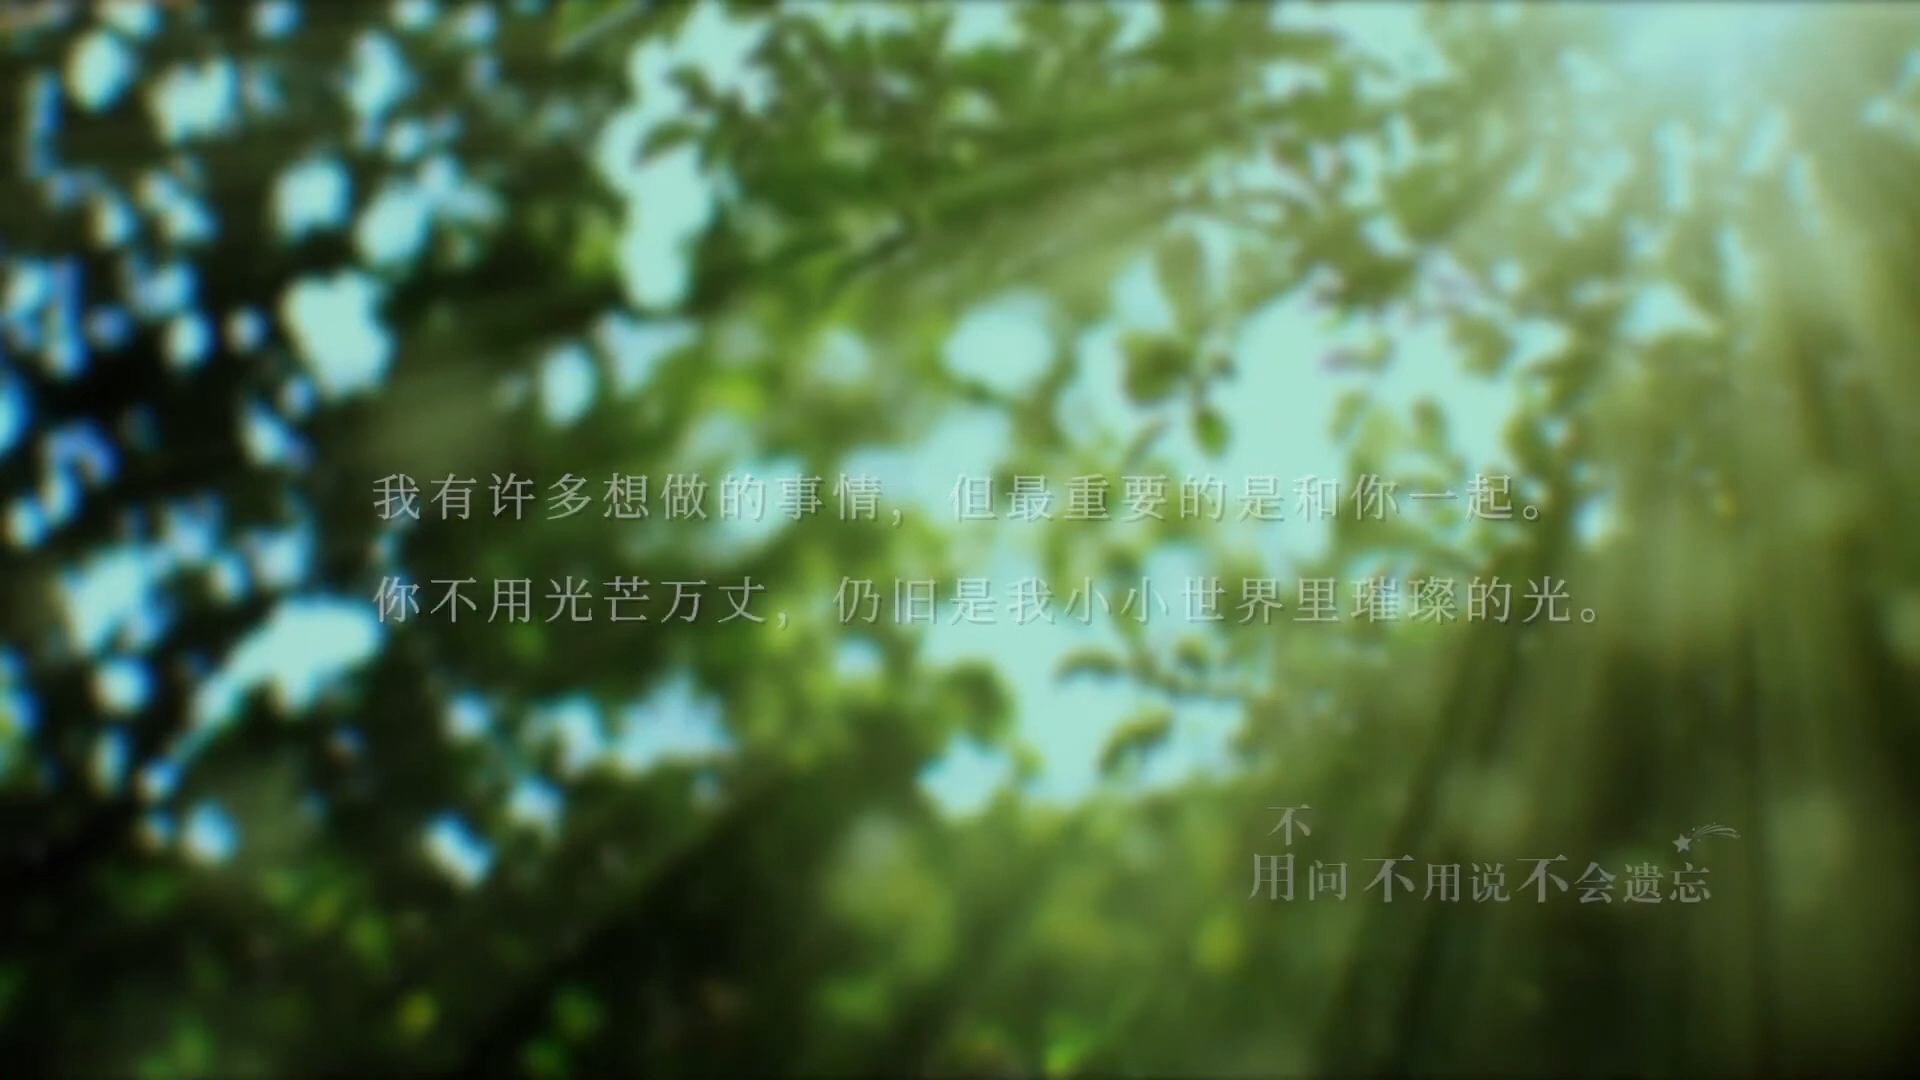 我有许多想做的事情，但最重要的是和你一起。
你不用光芒万丈，仍旧是我小小世界里璀璨的光。
不
用问不用说不会遗忘